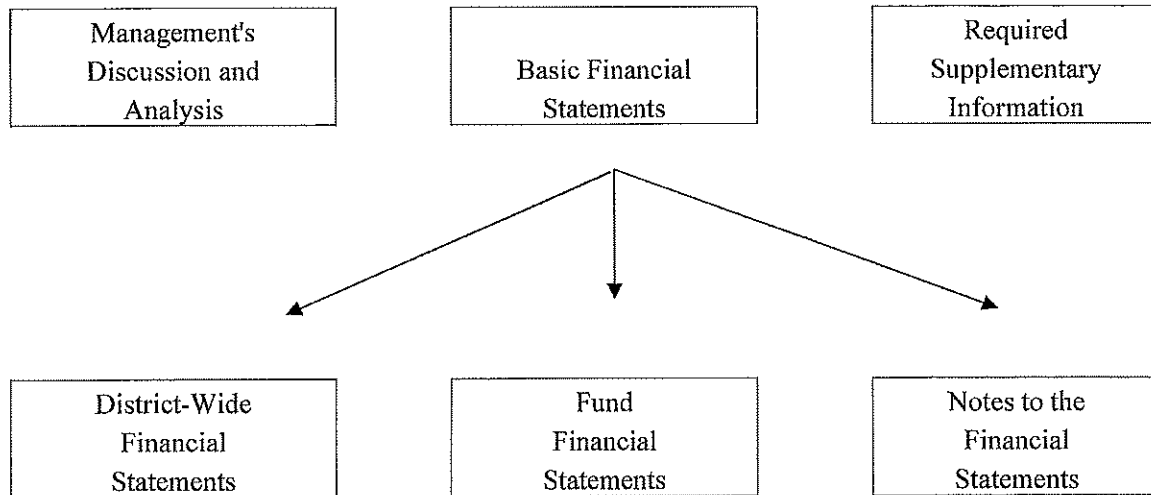 Management's
Discussion and
Analysis
Basic Financial
Statements
Required
Supplementary
Information
District-Wide
Financial
Statements
Fund
Financial
Statements
Notes to the
Financial
Statements